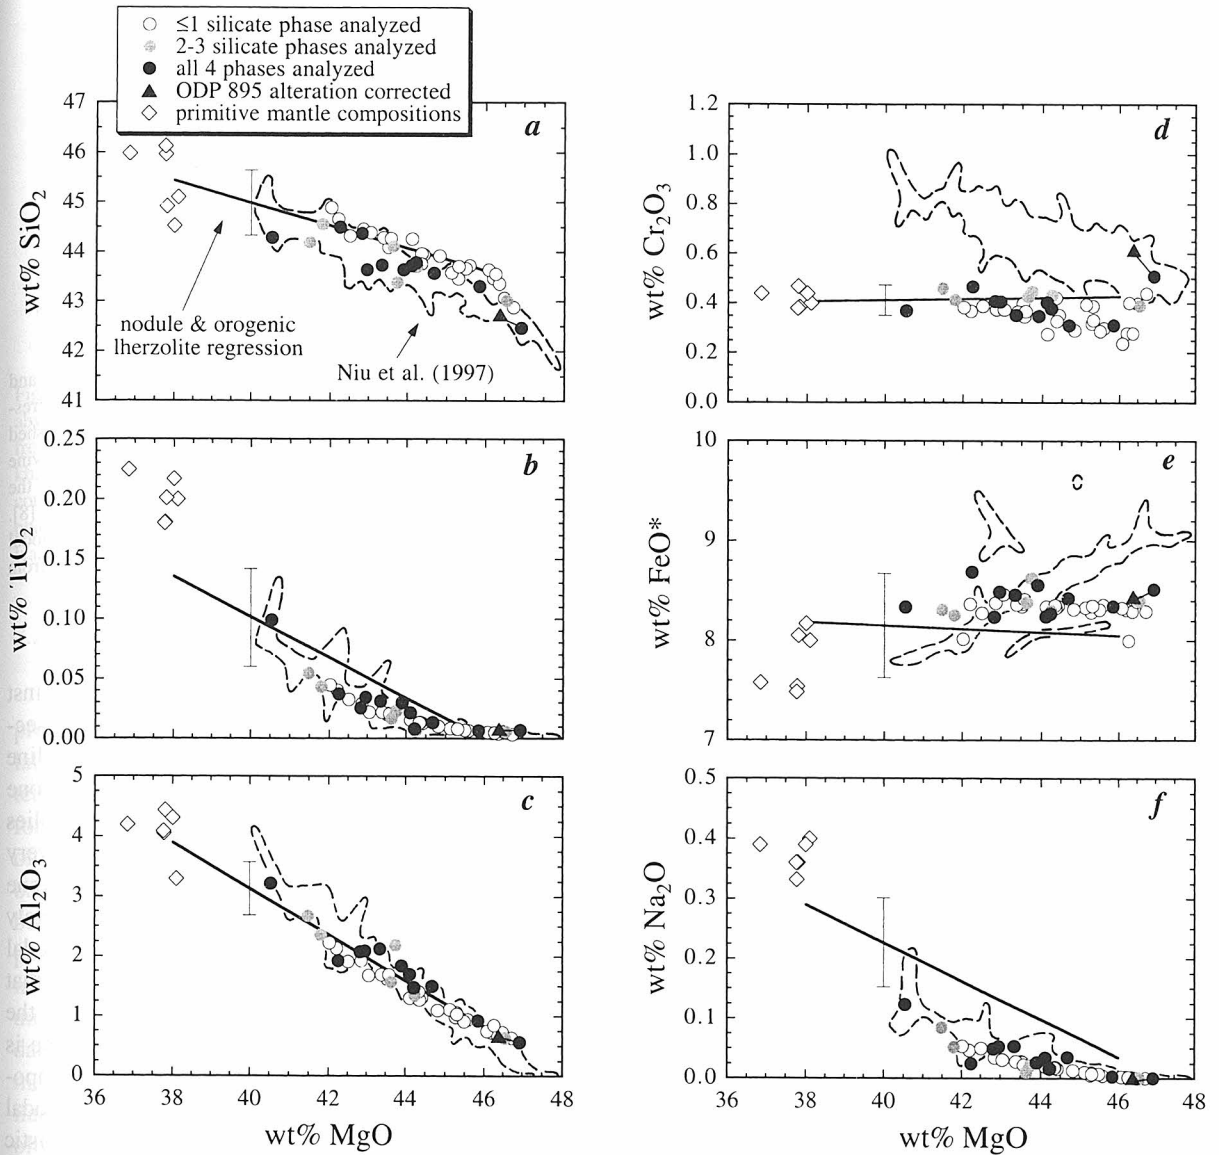 ≤1 silicate phase analyzed
2-3 silicate phases analyzed
all 4 phases analyzed
ODP 895 alteration corrected
primitive mantle compositions
a
47
46
45
44
43
42
41
wt% SiO2
nodule & orogenic
lherzolite regression
Niu et al. (1997)
d
1.2
1.0
0.8
0.6
0.4
0.2
0.0
wt% Cr2O3
b
0.25
0.20
0.15
0.10
0.05
0.00
wt% TiO2
e
10
9
8
7
wt% FeO*
c
5
4
3
2
1
0
wt% Al2O3
36 38 40 42 44 46 48
wt% MgO
f
0.5
0.4
0.3
0.2
0.1
0.0
wt% Na2O
36 38 40 42 44 46 48
wt% MgO